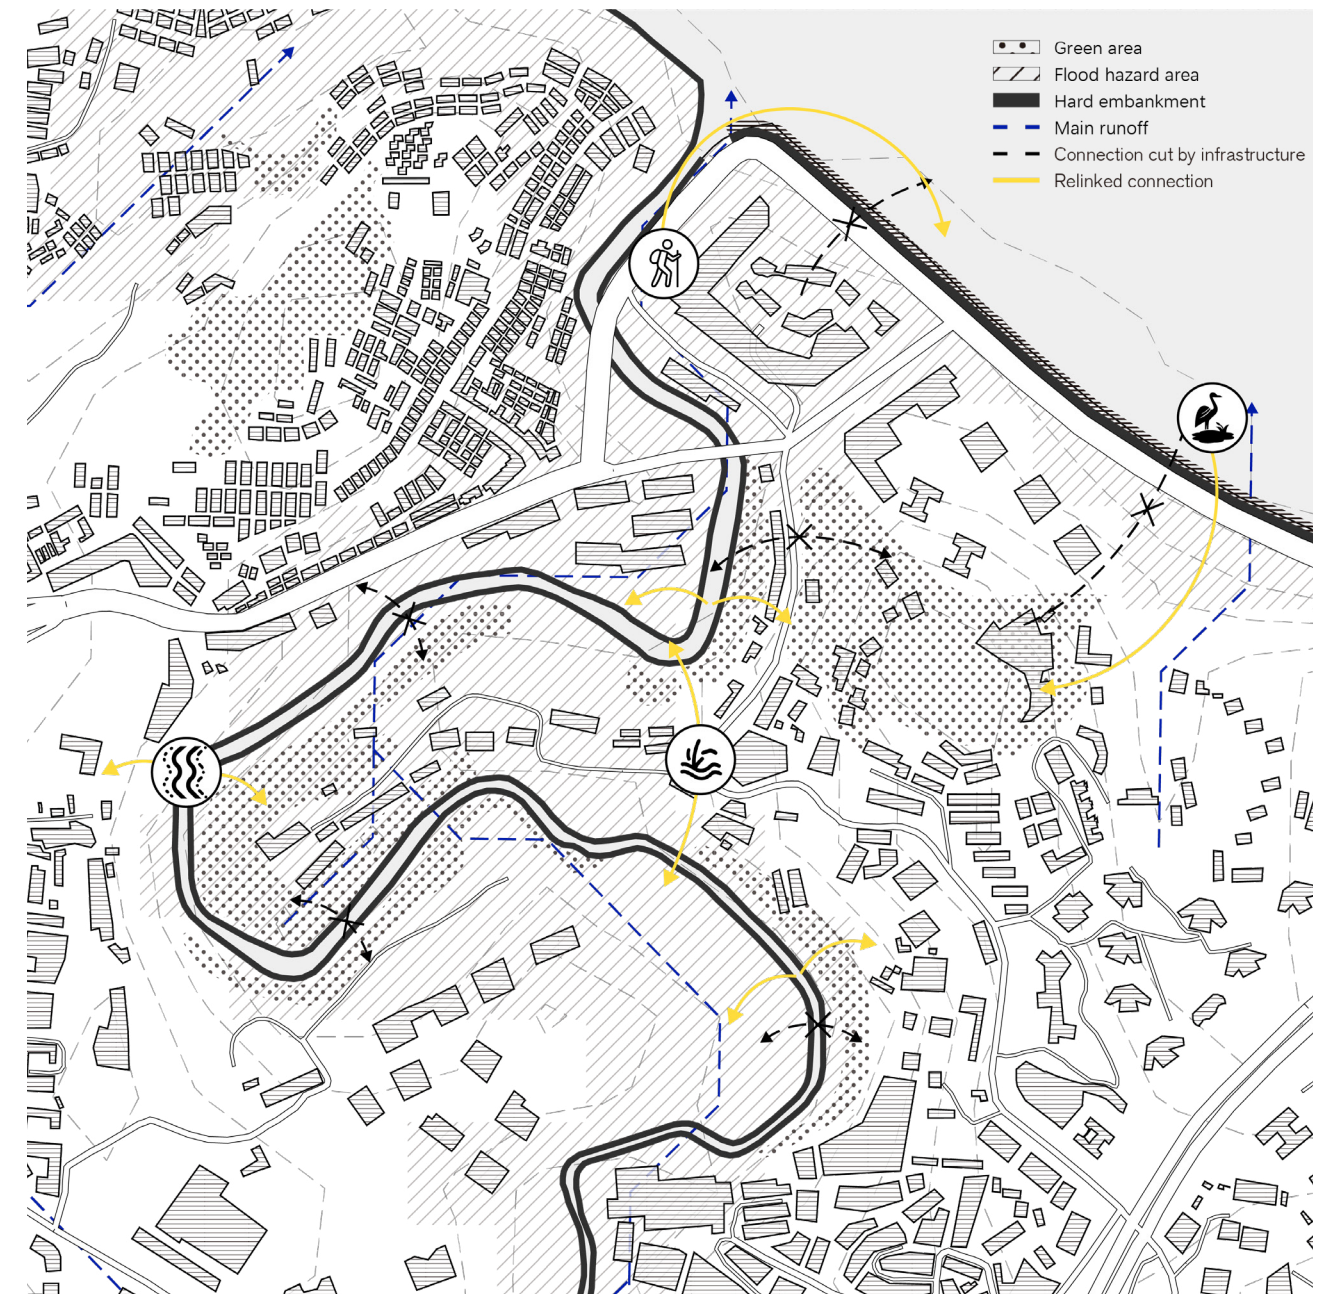 Green area
Flood hazard area
Hard embankment
Main runoff
Connection cut by infrastructure
Relinked connection